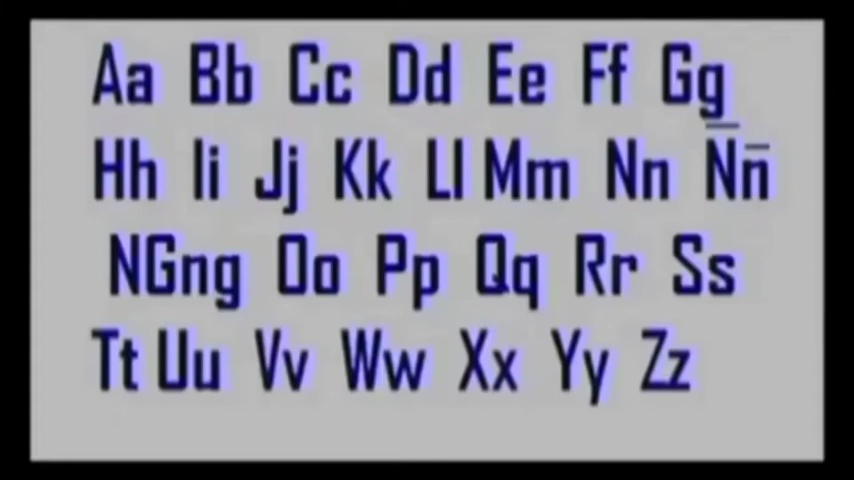 Aa Bb Cc Dd Ee Ff Gg
Hh Ii Jj Kk Ll Mm Nn N̄n̄
NGng Oo Pp Qq Rr Ss
Tt Uu Vv Ww Xx Yy Zz